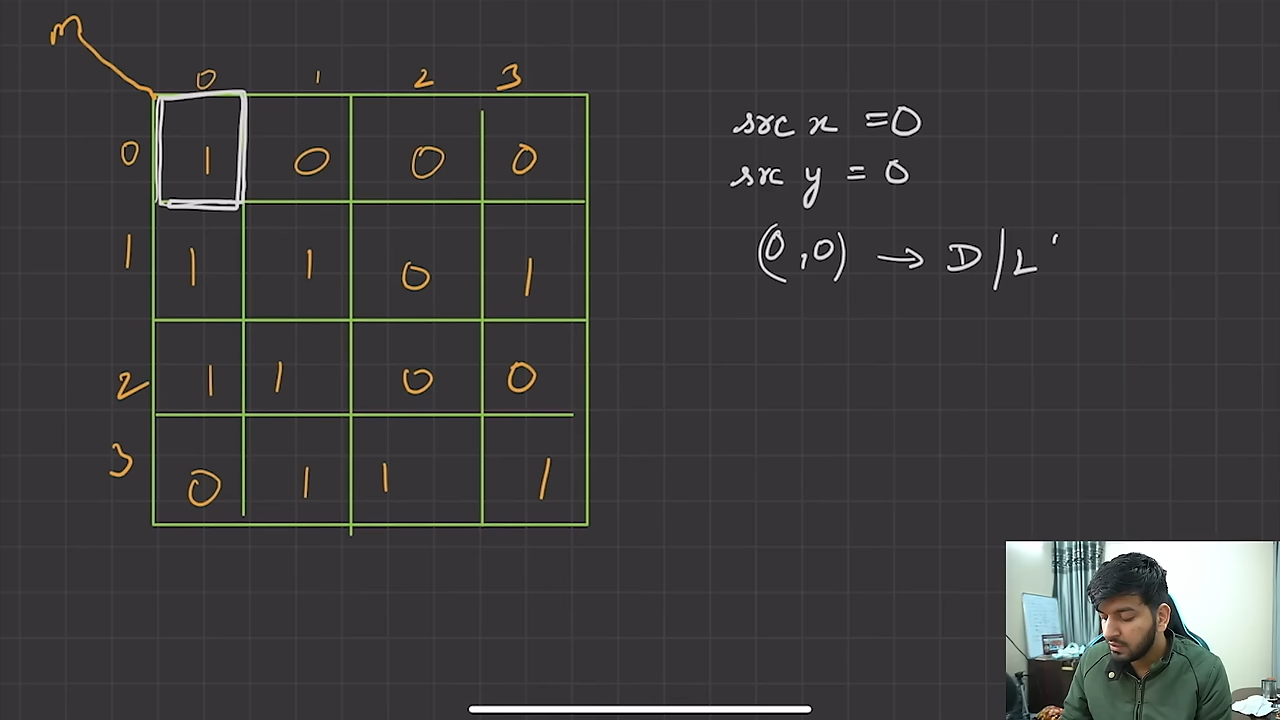 m
0 1 2 3
0 1 0 0 0
1 1 1 0 1
2 1 1 0 0
3 0 1 1 1
src x = 0
src y = 0
(0,0) → D/L'